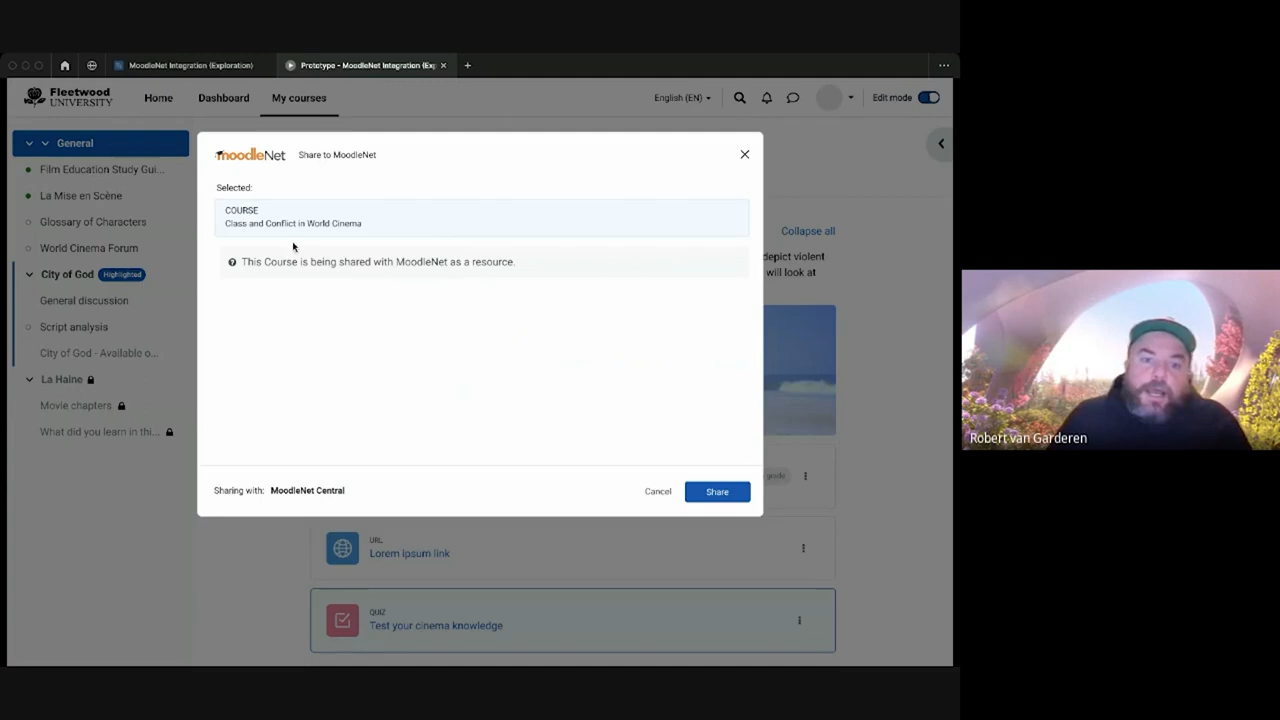 MoodleNet Integration (Exploration)
Prototype - MoodleNet Integration (Exp
Fleetwood
UNIVERSITY
Home
Dashboard
My courses
English (EN)
Edit mode
General
Film Education Study Gui...
La Mise en Scène
Glossary of Characters
World Cinema Forum
City of God
Highlighted
General discussion
Script analysis
City of God - Available o...
La Haine
Movie chapters
What did you learn in thi...
moodleNet
Share to MoodleNet
Selected:
COURSE
Class and Conflict in World Cinema
This Course is being shared with MoodleNet as a resource.
Sharing with: MoodleNet Central
Cancel
Share
Collapse all
depict violent
will look at
grade
URL
Lorem ipsum link
QUIZ
Test your cinema knowledge
Robert van Garderen